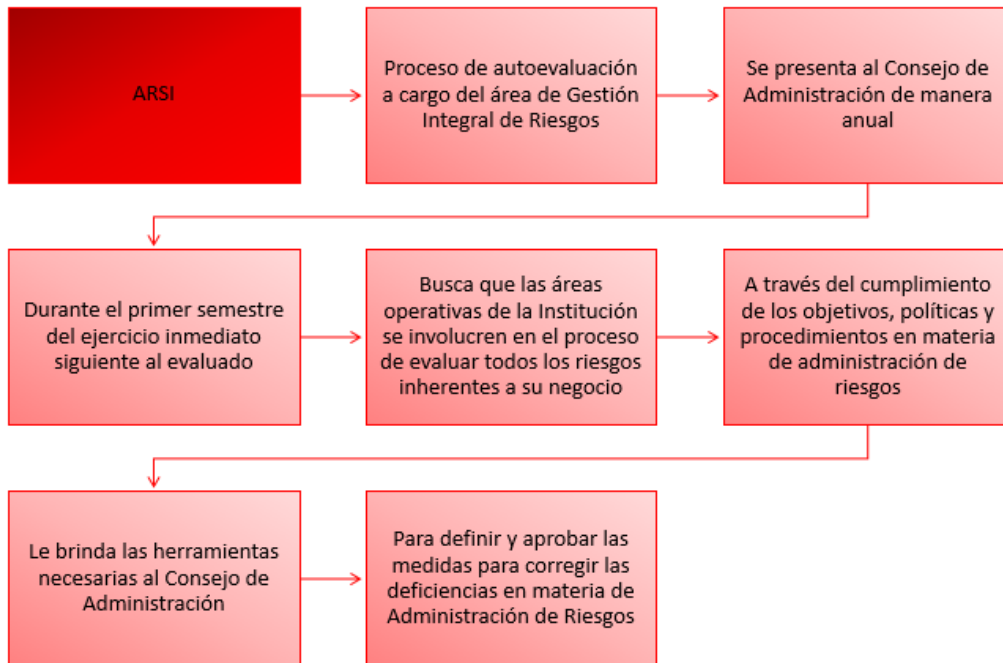 ARSI
Proceso de autoevaluación
a cargo del área de Gestión
Integral de Riesgos
Se presenta al Consejo de
Administración de manera
anual
Durante el primer semestre
del ejercicio inmediato
siguiente al evaluado
Busca que las áreas
operativas de la Institución
se involucren en el proceso
de evaluar todos los riesgos
inherentes a su negocio
A través del cumplimiento
de los objetivos, políticas y
procedimientos en materia
de administración de
riesgos
Le brinda las herramientas
necesarias al Consejo de
Administración
Para definir y aprobar las
medidas para corregir las
deficiencias en materia de
Administración de Riesgos